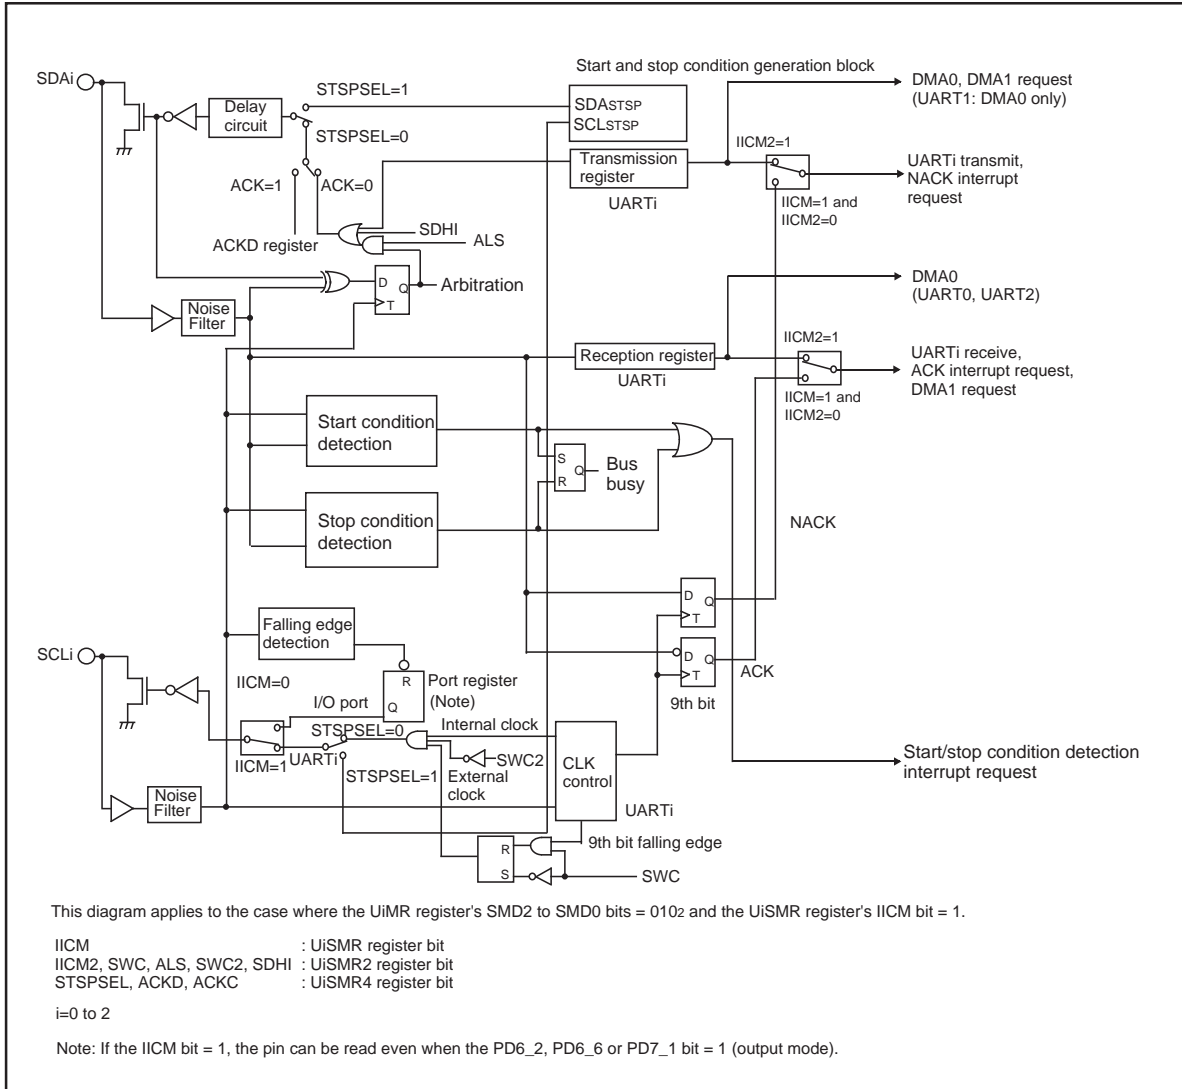 Start and stop condition generation block
SDAi
STSPSEL=1
Delay
circuit
STSPSEL=0
SDASTSP
SCLSTSP
DMA0, DMA1 request
(UART1: DMA0 only)
IICM2=1
Transmission
register
UARTi
UARTi transmit,
NACK interrupt
request
IICM=1 and
IICM2=0
ACK=1
ACK=0
SDHI
ALS
ACKD register
D
Q
T
Arbitration
Noise
Filter
DMA0
(UART0, UART2)
IICM2=1
Reception register
UARTi
UARTi receive,
ACK interrupt request,
DMA1 request
IICM=1 and
IICM2=0
Start condition
detection
S
Q
R
Bus
busy
Stop condition
detection
NACK
D
Q
T
Falling edge
detection
D
Q
T
ACK
9th bit
SCLi
IICM=0
R
Q
Port register
(Note)
I/O port
STSPSEL=0
Internal clock
UARTi
IICM=1
STSPSEL=1
SWC2
External
clock
CLK
control
UARTi
Start/stop condition detection
interrupt request
Noise
Filter
9th bit falling edge
R
S
SWC
This diagram applies to the case where the UiMR register's SMD2 to SMD0 bits = 0102 and the UiSMR register's IICM bit = 1.
IICM : UiSMR register bit
IICM2, SWC, ALS, SWC2, SDHI : UiSMR2 register bit
STSPSEL, ACKD, ACKC : UiSMR4 register bit
i=0 to 2
Note: If the IICM bit = 1, the pin can be read even when the PD6_2, PD6_6 or PD7_1 bit = 1 (output mode).